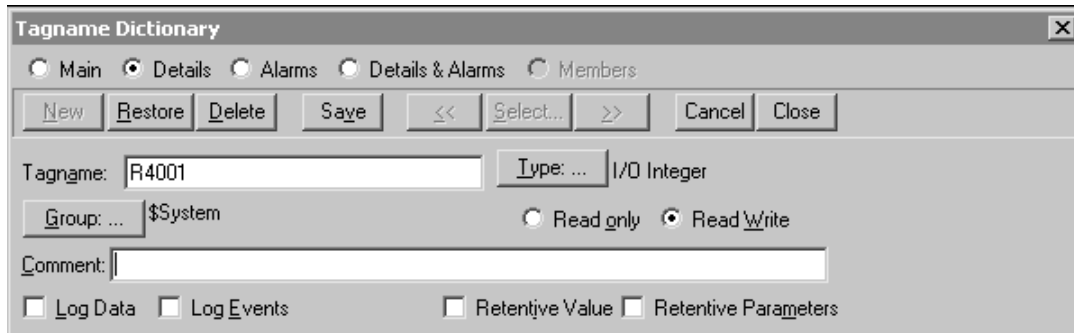 Tagname Dictionary
Main Details Alarms Details & Alarms Members
New Restore Delete Save << Select... >> Cancel Close
Tagname: R4001 Type: ... I/O Integer
Group: ... $System Read only Read Write
Comment:
Log Data Log Events Retentive Value Retentive Parameters